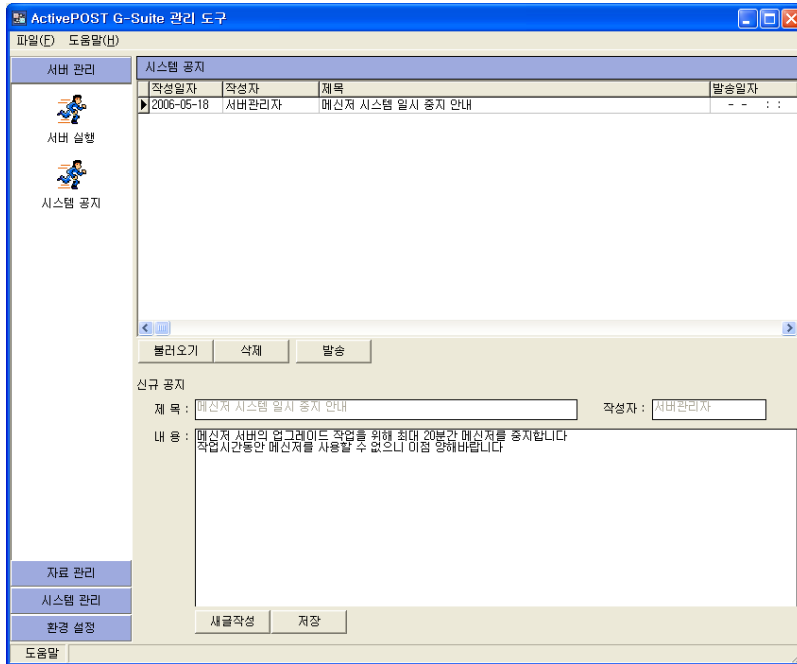 ActivePOST G-Suite 관리 도구
파일(F) 도움말(H)
서버 관리
서버 실행
시스템 공지
자료 관리
시스템 관리
환경 설정
시스템 공지
작성일자 작성자 제목 발송일자
2006-05-18 서버관리자 메신저 시스템 일시 중지 안내 - - : :
불러오기 삭제 발송
신규 공지
제 목 : 메신저 시스템 일시 중지 안내 작성자 : 서버관리자
내 용 : 메신저 서버의 업그레이드 작업을 위해 최대 20분간 메신저를 중지합니다
작업시간동안 메신저를 사용할 수 없으니 이점 양해바랍니다
새글작성 저장
도움말